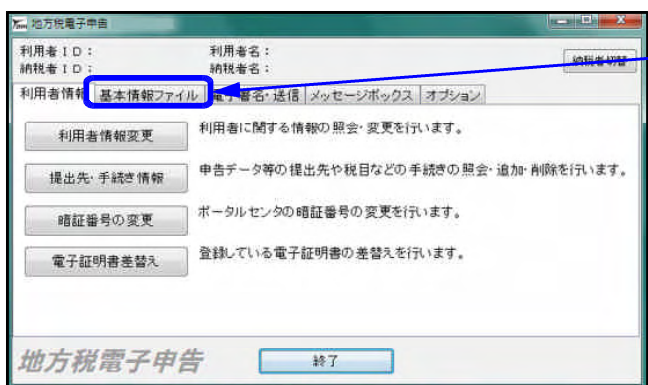 地方税電子申告
利用者ID： 利用者名：
納税者ID： 納税者名：
納税者切替
利用者情報 基本情報ファイル 電子署名・送信 メッセージボックス オプション
利用者情報変更 利用者に関する情報の照会・変更を行います。
提出先・手続き情報 申告データ等の提出先や税目などの手続きの照会・追加・削除を行います。
暗証番号の変更 ポータルセンタの暗証番号の変更を行います。
電子証明書差替え 登録している電子証明書の差替えを行います。
地方税電子申告 終了